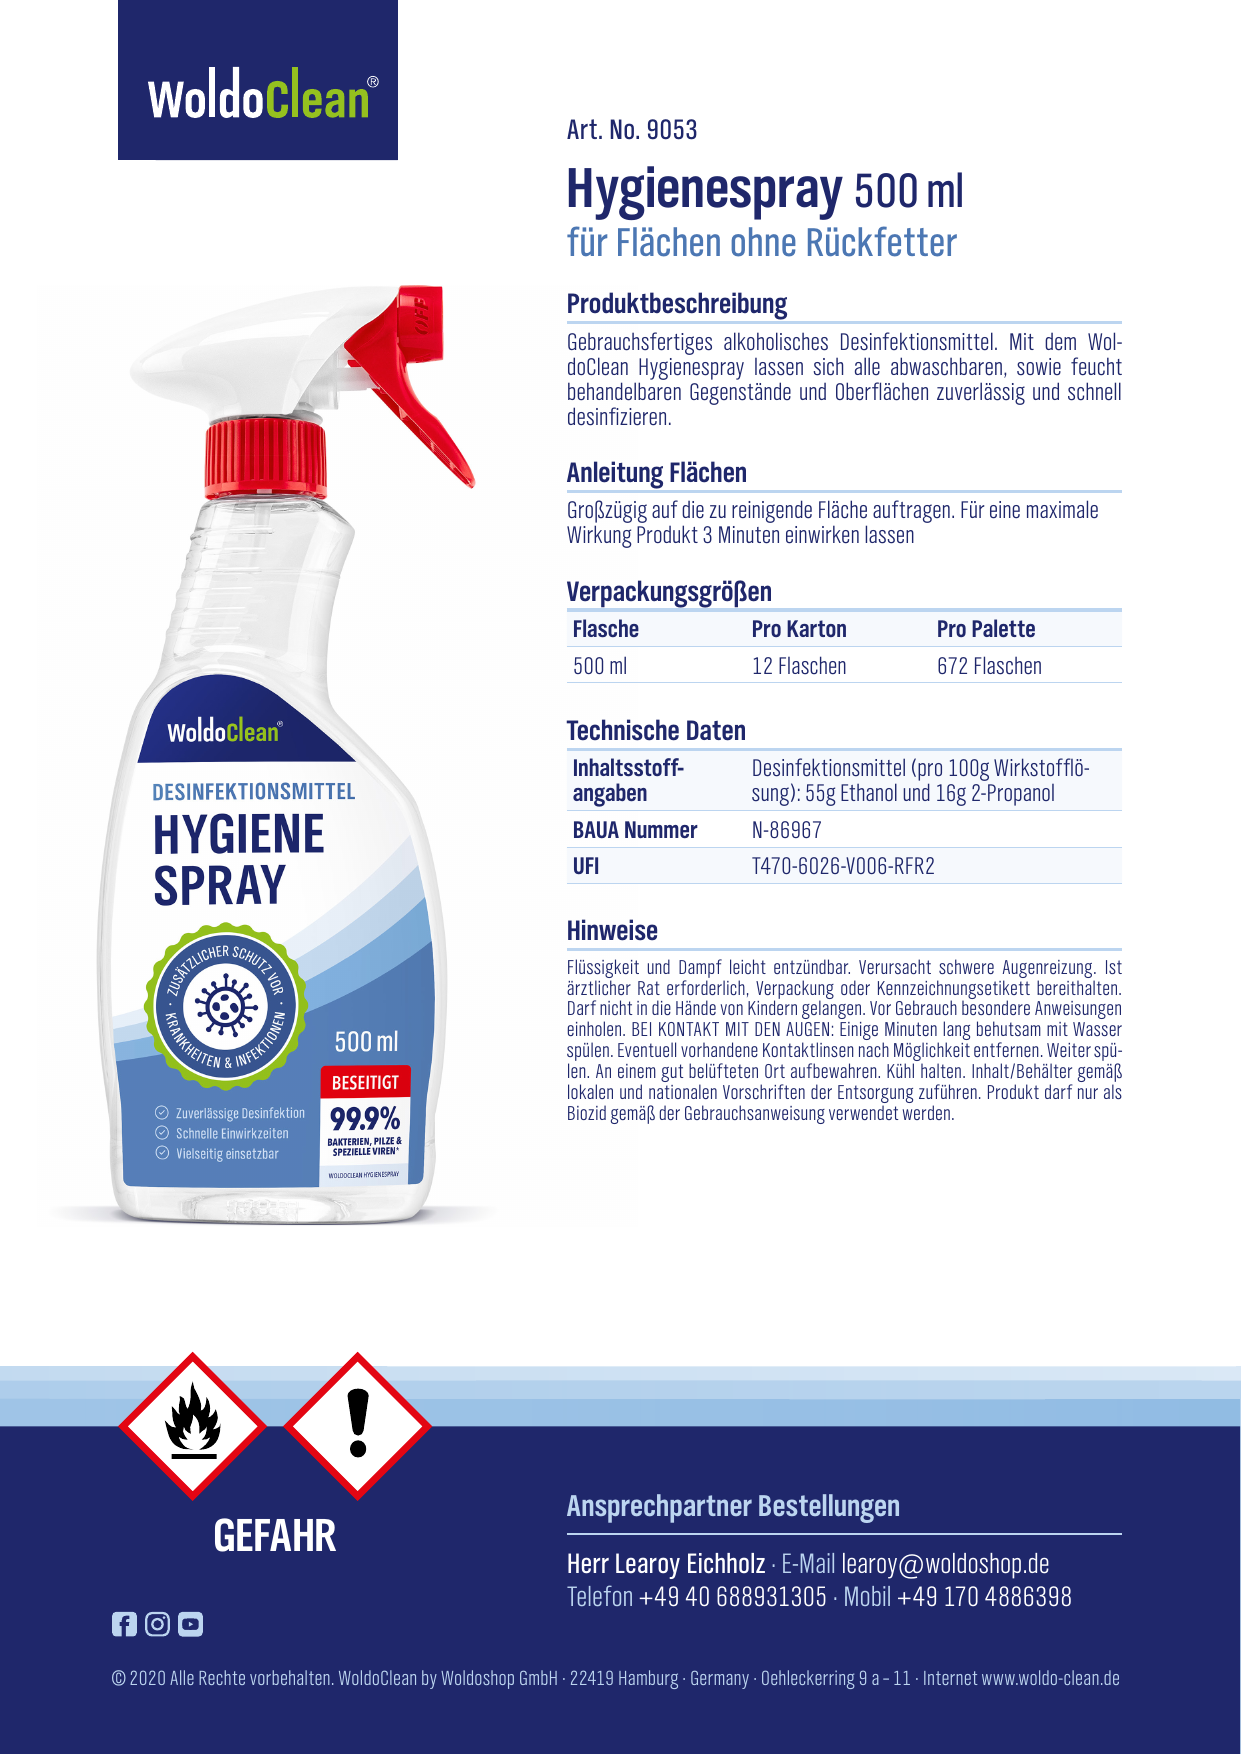 WoldoClean®
Art. No. 9053
Hygienespray 500 ml
für Flächen ohne Rückfetter
Produktbeschreibung
Gebrauchsfertiges alkoholisches Desinfektionsmittel. Mit dem Wol-
doClean Hygienespray lassen sich alle abwaschbaren, sowie feucht
behandelbaren Gegenstände und Oberflächen zuverlässig und schnell
desinfizieren.
Anleitung Flächen
Großzügig auf die zu reinigende Fläche auftragen. Für eine maximale
Wirkung Produkt 3 Minuten einwirken lassen
Verpackungsgrößen
Flasche Pro Karton Pro Palette
500 ml 12 Flaschen 672 Flaschen
Technische Daten
Inhaltsstoff- Desinfektionsmittel (pro 100g Wirkstofflö-
angaben sung): 55g Ethanol und 16g 2-Propanol
BAUA Nummer N-86967
UFI T470-6026-V006-RFR2
Hinweise
Flüssigkeit und Dampf leicht entzündbar. Verursacht schwere Augenreizung. Ist
ärztlicher Rat erforderlich, Verpackung oder Kennzeichnungsetikett bereithalten.
Darf nicht in die Hände von Kindern gelangen. Vor Gebrauch besondere Anweisungen
einholen. BEI KONTAKT MIT DEN AUGEN: Einige Minuten lang behutsam mit Wasser
spülen. Eventuell vorhandene Kontaktlinsen nach Möglichkeit entfernen. Weiter spü-
len. An einem gut belüfteten Ort aufbewahren. Kühl halten. Inhalt/Behälter gemäß
lokalen und nationalen Vorschriften der Entsorgung zuführen. Produkt darf nur als
Biozid gemäß der Gebrauchsanweisung verwendet werden.
OFF
WoldoClean®
DESINFEKTIONSMITTEL
HYGIENE
SPRAY
ZUSÄTZLICHER SCHUTZ VOR
· KRANKHEITEN & INFEKTIONEN ·
500 ml
BESEITIGT
99.9%
BAKTERIEN, PILZE &
SPEZIELLE VIREN*
WOLDOCLEAN HYGIENESPRAY
Zuverlässige Desinfektion
Schnelle Einwirkzeiten
Vielseitig einsetzbar
GEFAHR
Ansprechpartner Bestellungen
Herr Learoy Eichholz · E-Mail learoy@woldoshop.de
Telefon +49 40 688931305 · Mobil +49 170 4886398
© 2020 Alle Rechte vorbehalten. WoldoClean by Woldoshop GmbH · 22419 Hamburg · Germany · Oehleckerring 9 a – 11 · Internet www.woldo-clean.de